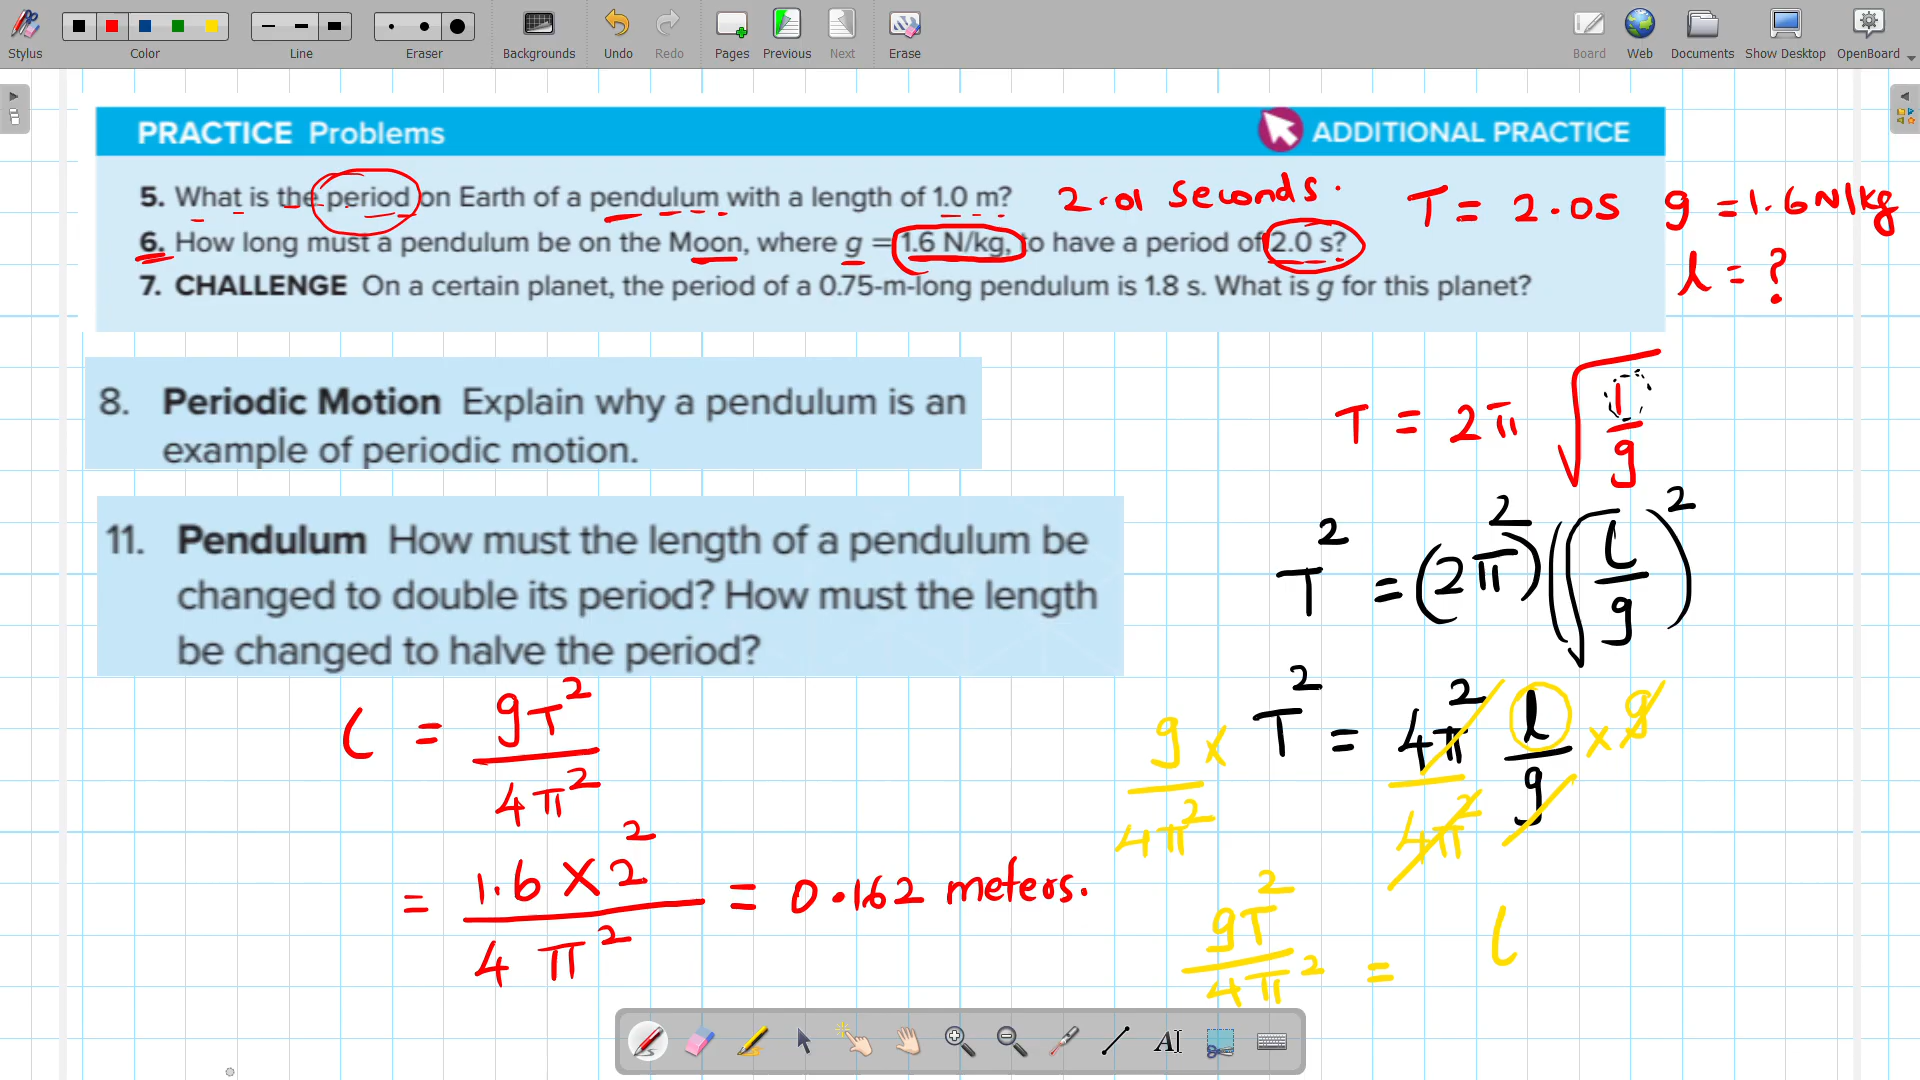 Stylus Color Line Eraser Backgrounds Undo Redo Pages Previous Next Erase Board Web Documents Show Desktop OpenBoard
PRACTICE Problems
ADDITIONAL PRACTICE
5. What is the period on Earth of a pendulum with a length of 1.0 m? 2.01 seconds.
T = 2.0S g = 1.6 N/kg
6. How long must a pendulum be on the Moon, where g = 1.6 N/kg, to have a period of 2.0 s?
l = ?
7. CHALLENGE On a certain planet, the period of a 0.75-m-long pendulum is 1.8 s. What is g for this planet?
8. Periodic Motion Explain why a pendulum is an
example of periodic motion.
T = 2π √(l/g)
11. Pendulum How must the length of a pendulum be
changed to double its period? How must the length
be changed to halve the period?
T² = (2π)² (√(l/g))²
g/4π² × T² = 4π²/4π² l/g × g
l = gT²/4π²
= 1.6 × 2²/4π² = 0.162 meters.
gT²/4π² = l